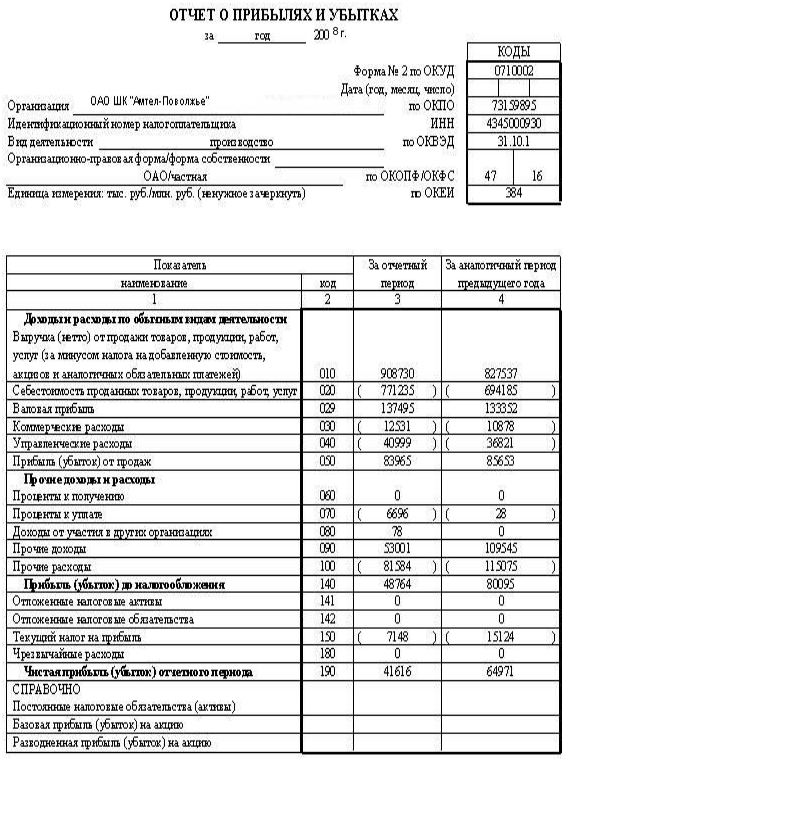 ОТЧЕТ О ПРИБЫЛЯХ И УБЫТКАХ
за год 200 8 г.
КОДЫ
Форма № 2 по ОКУД 0710002
Дата (год, месяц, число)
Организация ОАО ШК "Амтел-Поволжье" по ОКПО 73159895
Идентификационный номер налогоплательщика ИНН 4345000930
Вид деятельности производство по ОКВЭД 31.10.1
Организационно-правовая форма/форма собственности
ОАО/частная по ОКОПФ/ОКФС 47 16
Единица измерения: тыс. руб./млн. руб. (ненужное зачеркнуть) по ОКЕИ 384
Показатель За отчетный За аналогичный период
наименование код период предыдущего года
1 2 3 4
Доходы и расходы по обычным видам деятельности
Выручка (нетто) от продажи товаров, продукции, работ,
услуг (за минусом налога на добавленную стоимость,
акцизов и аналогичных обязательных платежей) 010 908730 827537
Себестоимость проданных товаров, продукции, работ, услуг 020 ( 771235 ) ( 694185 )
Валовая прибыль 029 137495 133352
Коммерческие расходы 030 ( 12531 ) ( 10878 )
Управленческие расходы 040 ( 40999 ) ( 36821 )
Прибыль (убыток) от продаж 050 83965 85653
Прочие доходы и расходы
Проценты к получению 060 0 0
Проценты к уплате 070 ( 6696 ) ( 28 )
Доходы от участия в других организациях 080 78 0
Прочие доходы 090 53001 109545
Прочие расходы 100 ( 81584 ) ( 115075 )
Прибыль (убыток) до налогообложения 140 48764 80095
Отложенные налоговые активы 141 0 0
Отложенные налоговые обязательства 142 0 0
Текущий налог на прибыль 150 ( 7148 ) ( 15124 )
Чрезвычайные расходы 180 0 0
Чистая прибыль (убыток) отчетного периода 190 41616 64971
СПРАВОЧНО
Постоянные налоговые обязательства (активы)
Базовая прибыль (убыток) на акцию
Разводненная прибыль (убыток) на акцию